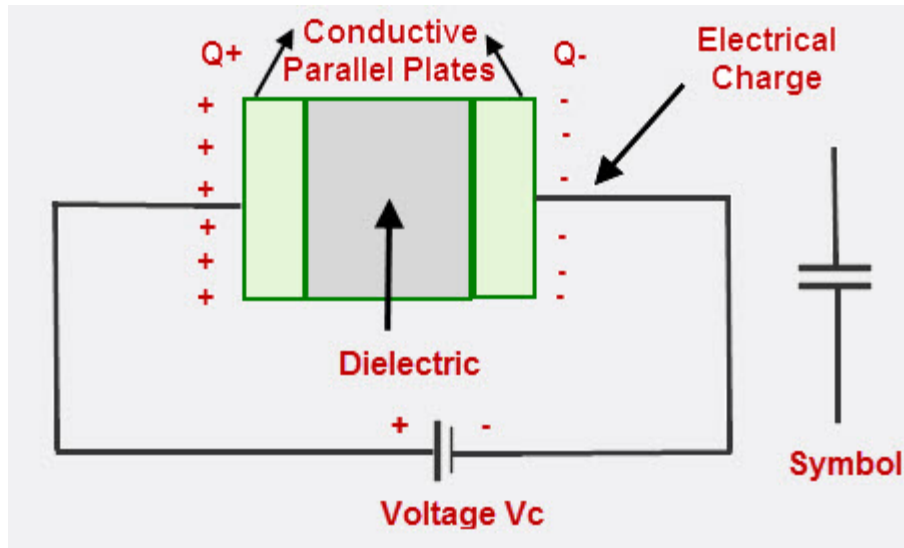 Q+
Conductive
Parallel Plates
Q-
Electrical
Charge
+
+
+
+
+
+
-
-
-
-
-
-
Dielectric
+ -
Voltage Vc
Symbol